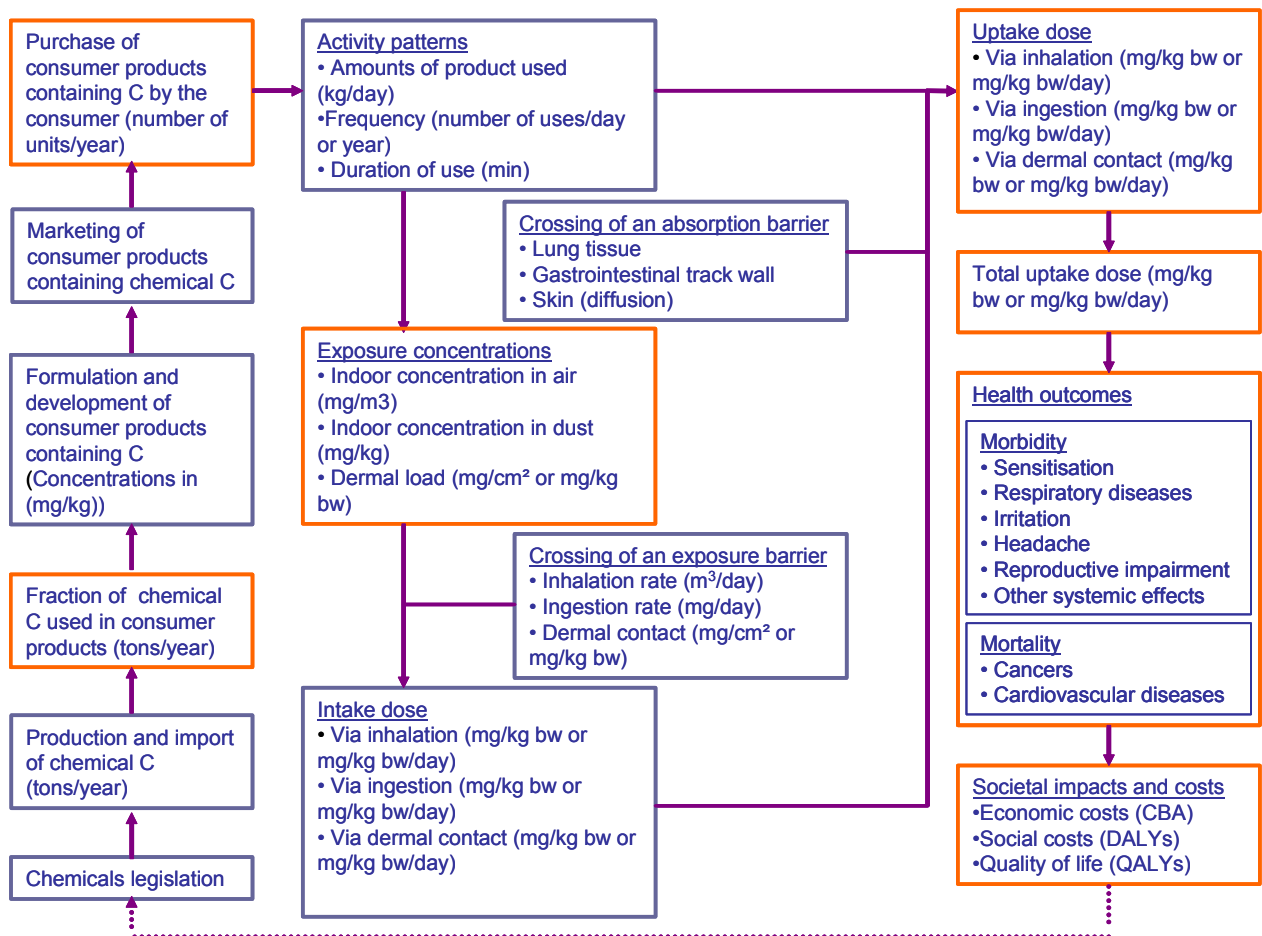 Purchase of
consumer products
containing C by the
consumer (number of
units/year)
Marketing of
consumer products
containing chemical C
Formulation and
development of
consumer products
containing C
(Concentrations in
(mg/kg))
Fraction of chemical
C used in consumer
products (tons/year)
Production and import
of chemical C
(tons/year)
Chemicals legislation
Activity patterns
• Amounts of product used
(kg/day)
•Frequency (number of uses/day
or year)
• Duration of use (min)
Crossing of an absorption barrier
• Lung tissue
• Gastrointestinal track wall
• Skin (diffusion)
Exposure concentrations
• Indoor concentration in air
(mg/m3)
• Indoor concentration in dust
(mg/kg)
• Dermal load (mg/cm² or mg/kg
bw)
Crossing of an exposure barrier
• Inhalation rate (m³/day)
• Ingestion rate (mg/day)
• Dermal contact (mg/cm² or
mg/kg bw)
Intake dose
• Via inhalation (mg/kg bw or
mg/kg bw/day)
• Via ingestion (mg/kg bw or
mg/kg bw/day)
• Via dermal contact (mg/kg bw or
mg/kg bw/day)
Uptake dose
• Via inhalation (mg/kg bw or
mg/kg bw/day)
• Via ingestion (mg/kg bw or
mg/kg bw/day)
• Via dermal contact (mg/kg
bw or mg/kg bw/day)
Total uptake dose (mg/kg
bw or mg/kg bw/day)
Health outcomes
Morbidity
• Sensitisation
• Respiratory diseases
• Irritation
• Headache
• Reproductive impairment
• Other systemic effects
Mortality
• Cancers
• Cardiovascular diseases
Societal impacts and costs
•Economic costs (CBA)
•Social costs (DALYs)
•Quality of life (QALYs)